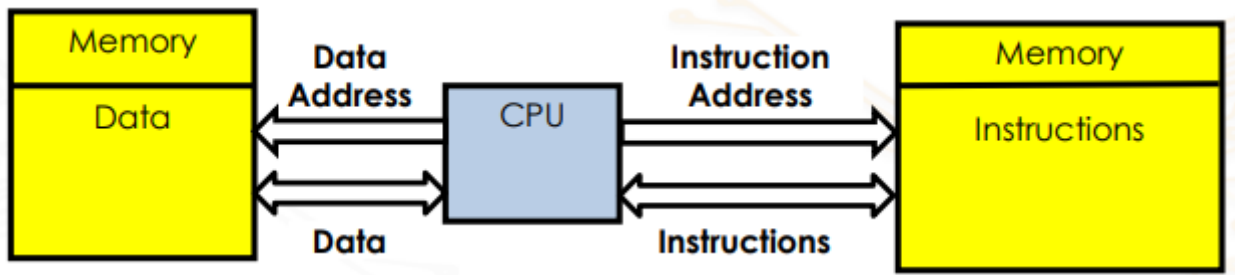 Memory
Data
Data
Address
Data
CPU
Instruction
Address
Instructions
Memory
Instructions